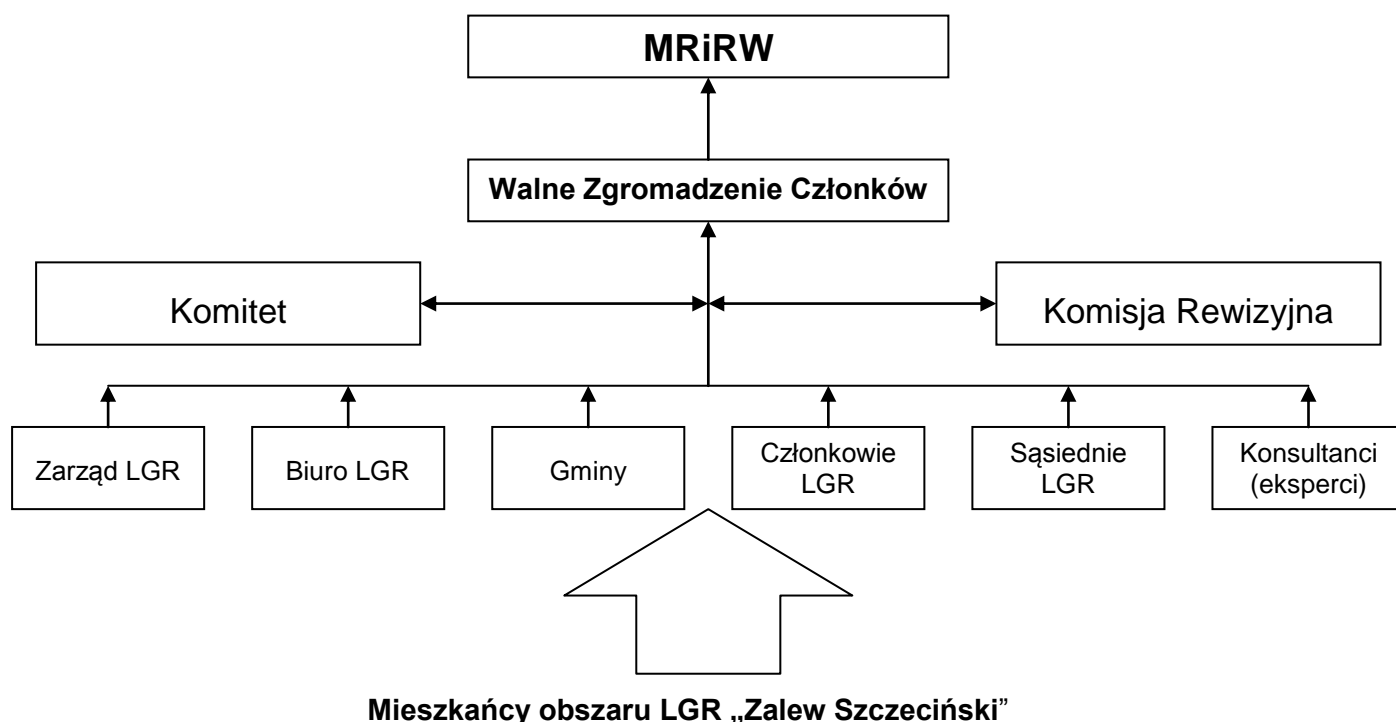 MRiRW
Walne Zgromadzenie Członków
Komitet
Komisja Rewizyjna
Zarząd LGR
Biuro LGR
Gminy
Członkowie
LGR
Sąsiednie
LGR
Konsultanci
(eksperci)
Mieszkańcy obszaru LGR „Zalew Szczeciński”